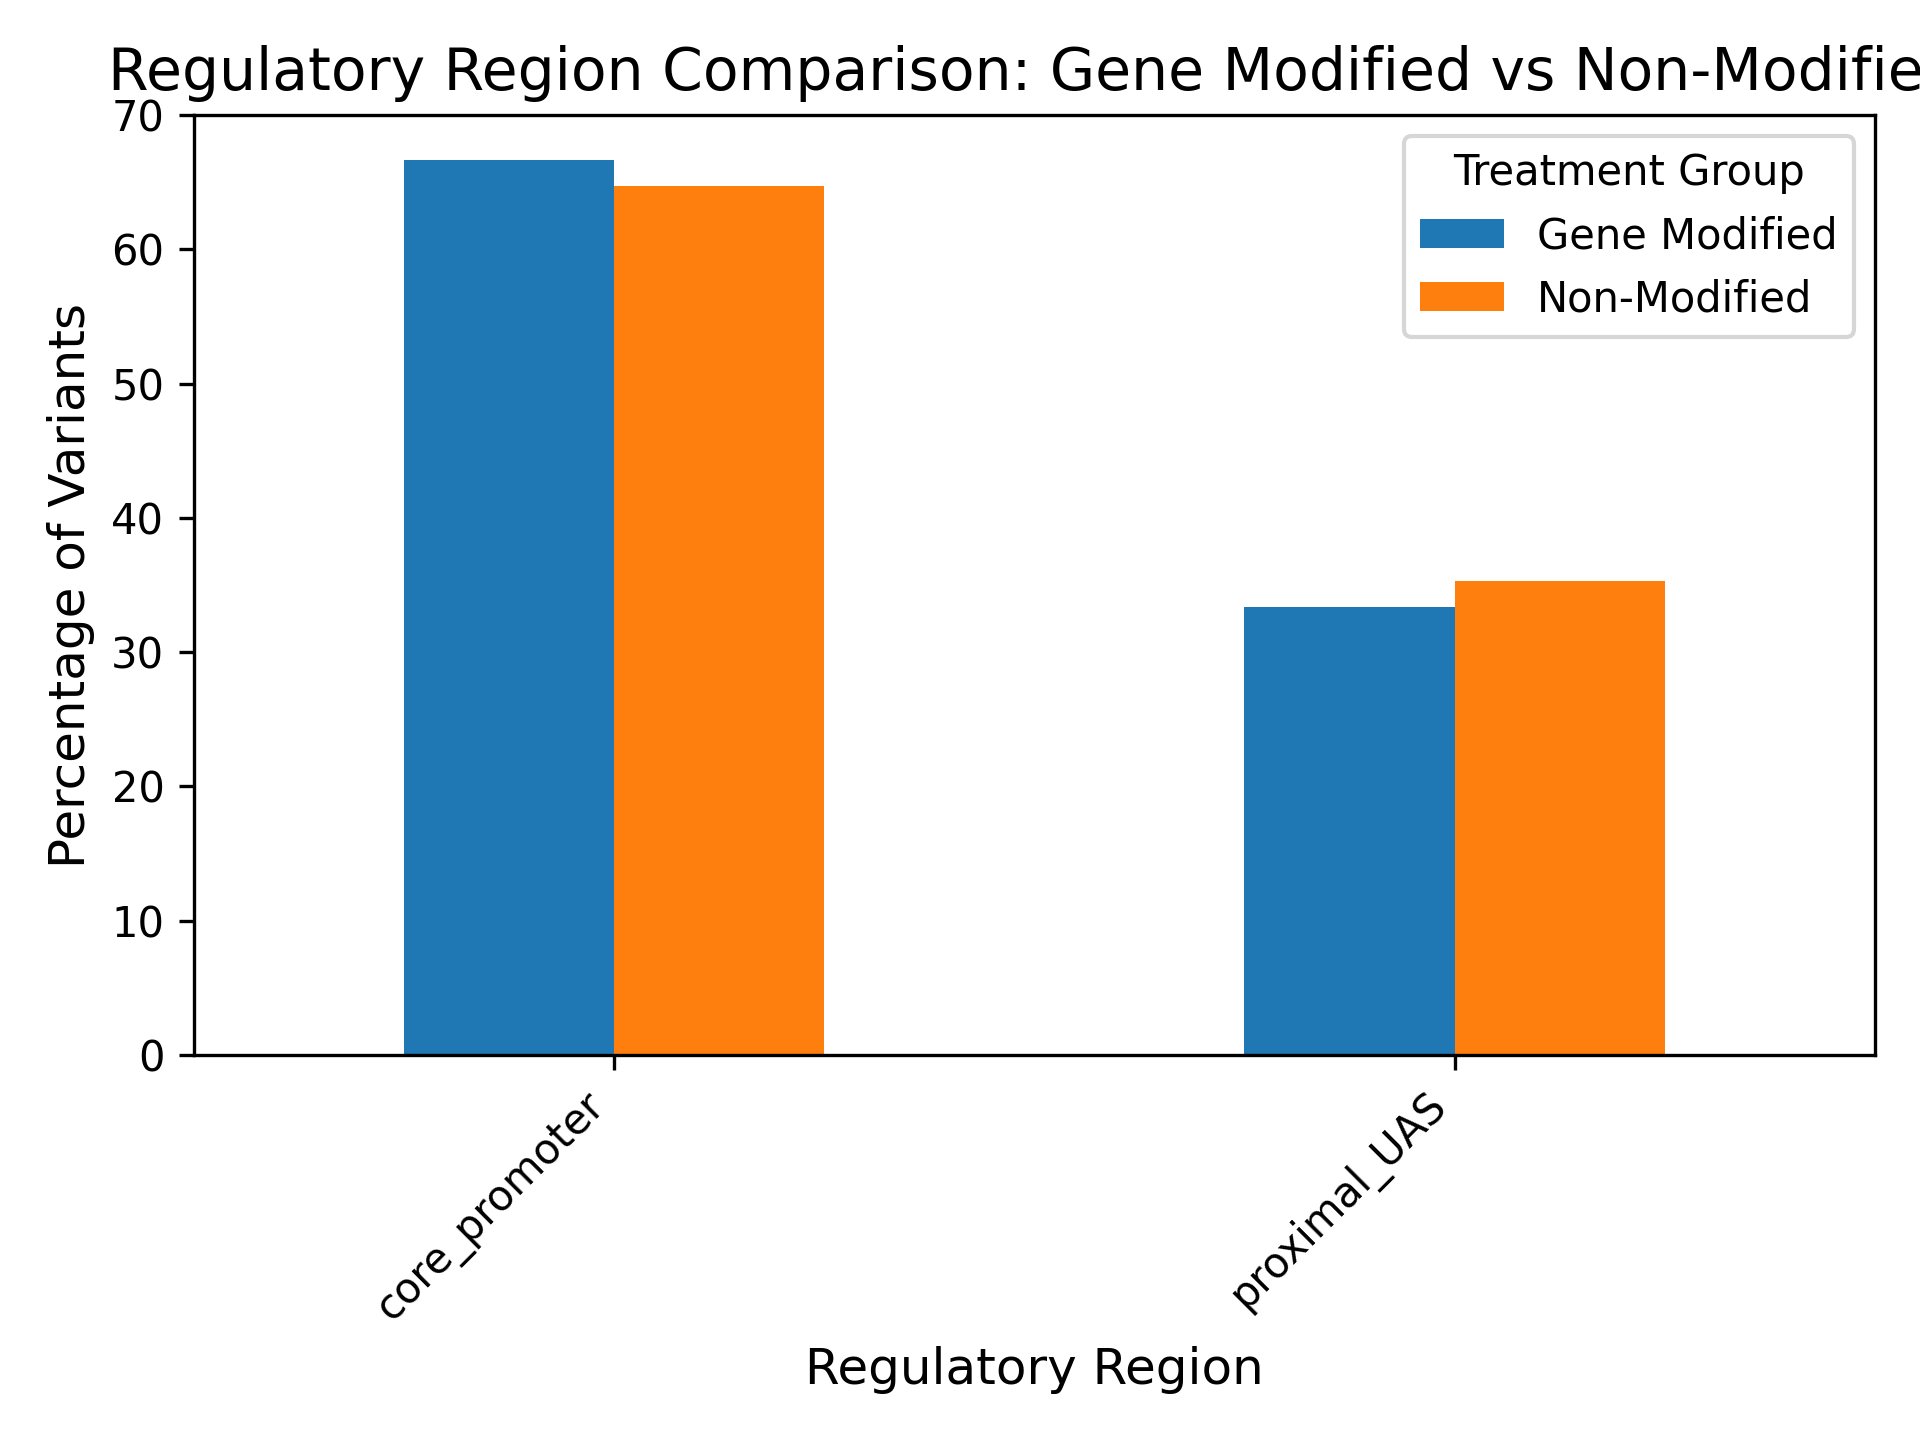 Regulatory Region Comparison: Gene Modified vs Non-Modifie
70
60
50
40
30
20
10
0
Percentage of Variants
Treatment Group
Gene Modified
Non-Modified
core_promoter
proximal_UAS
Regulatory Region